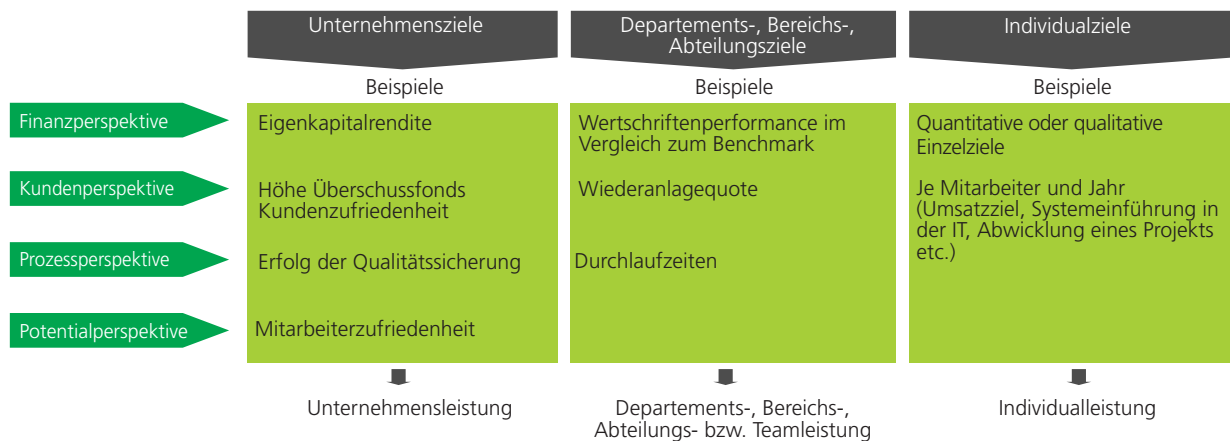 Unternehmensziele
Departements-, Bereichs-,
Abteilungsziele
Individualziele
Beispiele
Beispiele
Beispiele
Finanzperspektive
Eigenkapitalrendite
Wertschriftenperformance im
Vergleich zum Benchmark
Quantitative oder qualitative
Einzelziele
Kundenperspektive
Höhe Überschussfonds
Kundenzufriedenheit
Wiederanlagequote
Je Mitarbeiter und Jahr
(Umsatzziel, Systemeinführung in
der IT, Abwicklung eines Projekts
etc.)
Prozessperspektive
Erfolg der Qualitätssicherung
Durchlaufzeiten
Potentialperspektive
Mitarbeiterzufriedenheit
Unternehmensleistung
Departements-, Bereichs-,
Abteilungs- bzw. Teamleistung
Individualleistung